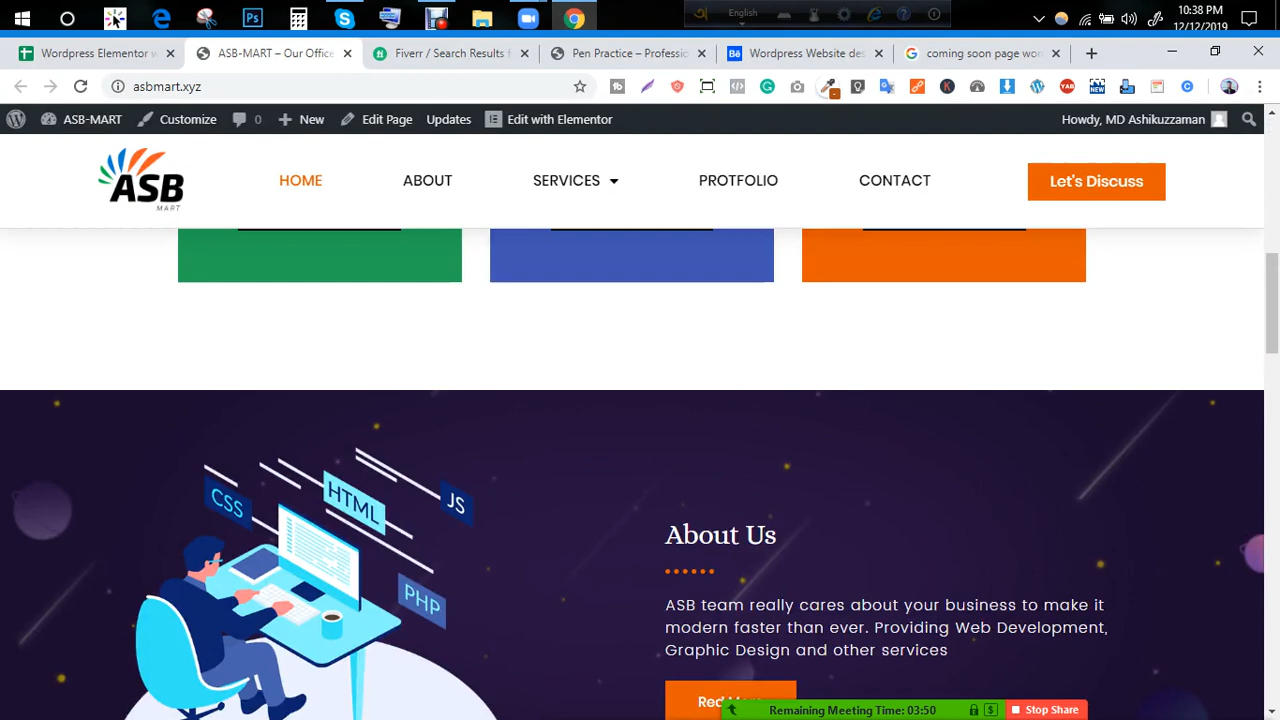 English
10:38 PM
12/12/2019
Wordpress Elementor w
ASB-MART – Our Office
Fiverr / Search Results f
Pen Practice – Professio
Wordpress Website des
coming soon page wor
asbmart.xyz
ASB-MART
Customize
0
New
Edit Page
Updates
Edit with Elementor
Howdy, MD Ashikuzzaman
ASB
MART
HOME
ABOUT
SERVICES
PROTFOLIO
CONTACT
Let's Discuss
CSS
HTML
JS
PHP
About Us
ASB team really cares about your business to make it
modern faster than ever. Providing Web Development,
Graphic Design and other services
Remaining Meeting Time: 03:50
Stop Share